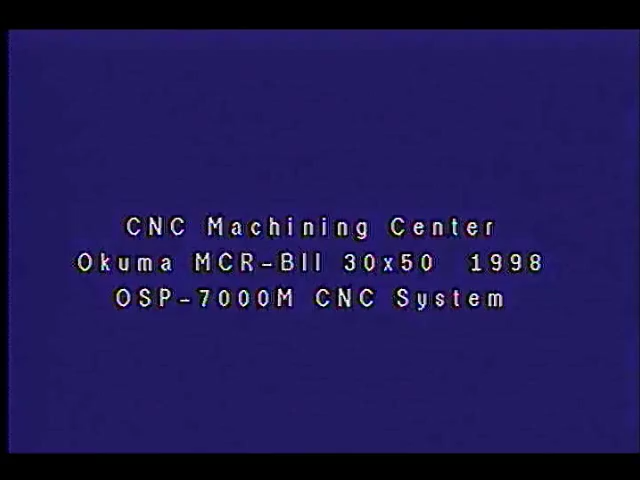 CNC Machining Center
Okuma MCR-BII 30x50 1998
OSP-7000M CNC System